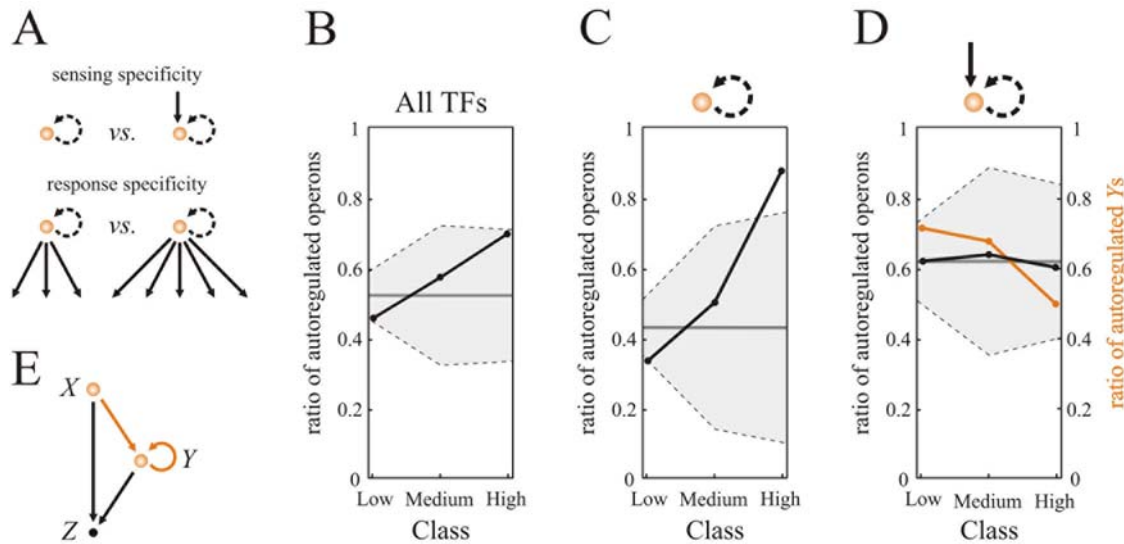 A
sensing specificity
vs.
response specificity
vs.
B
All TFs
ratio of autoregulated operons
1
0.8
0.6
0.4
0.2
0
Low Medium High
Class
C
ratio of autoregulated operons
1
0.8
0.6
0.4
0.2
0
Low Medium High
Class
D
ratio of autoregulated operons
1
0.8
0.6
0.4
0.2
0
Low Medium High
Class
1
0.8
0.6
0.4
0.2
0
ratio of autoregulated Ys
E
X
Y
Z